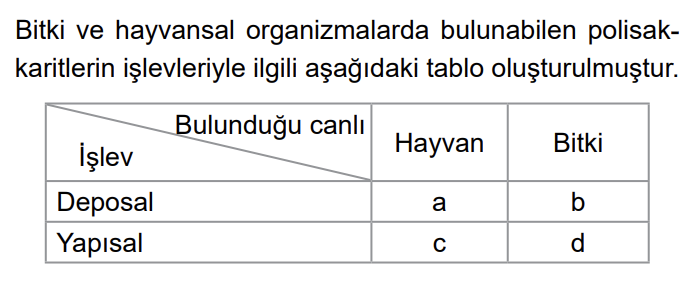 Bitki ve hayvansal organizmalarda bulunabilen polisak-
karitlerin işlevleriyle ilgili aşağıdaki tablo oluşturulmuştur.
Bulunduğu canlı
İşlev
Hayvan
Bitki
Deposal a b
Yapısal c d